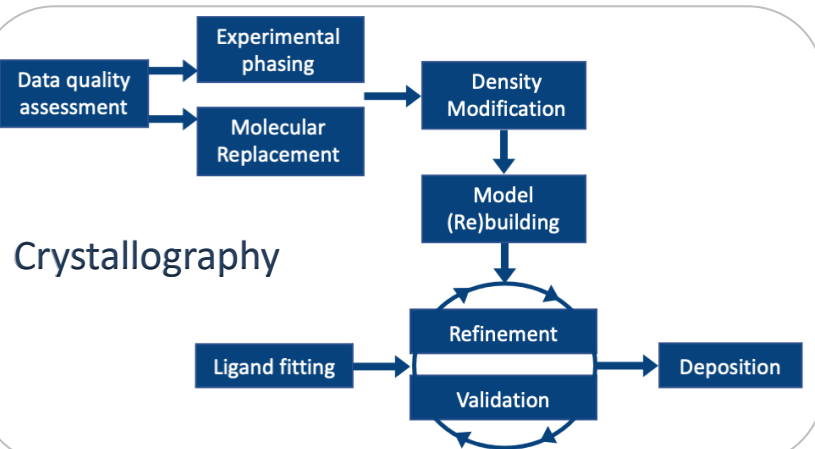 Experimental
phasing
Data quality
assessment
Molecular
Replacement
Density
Modification
Model
(Re)building
Crystallography
Refinement
Ligand fitting
Validation
Deposition